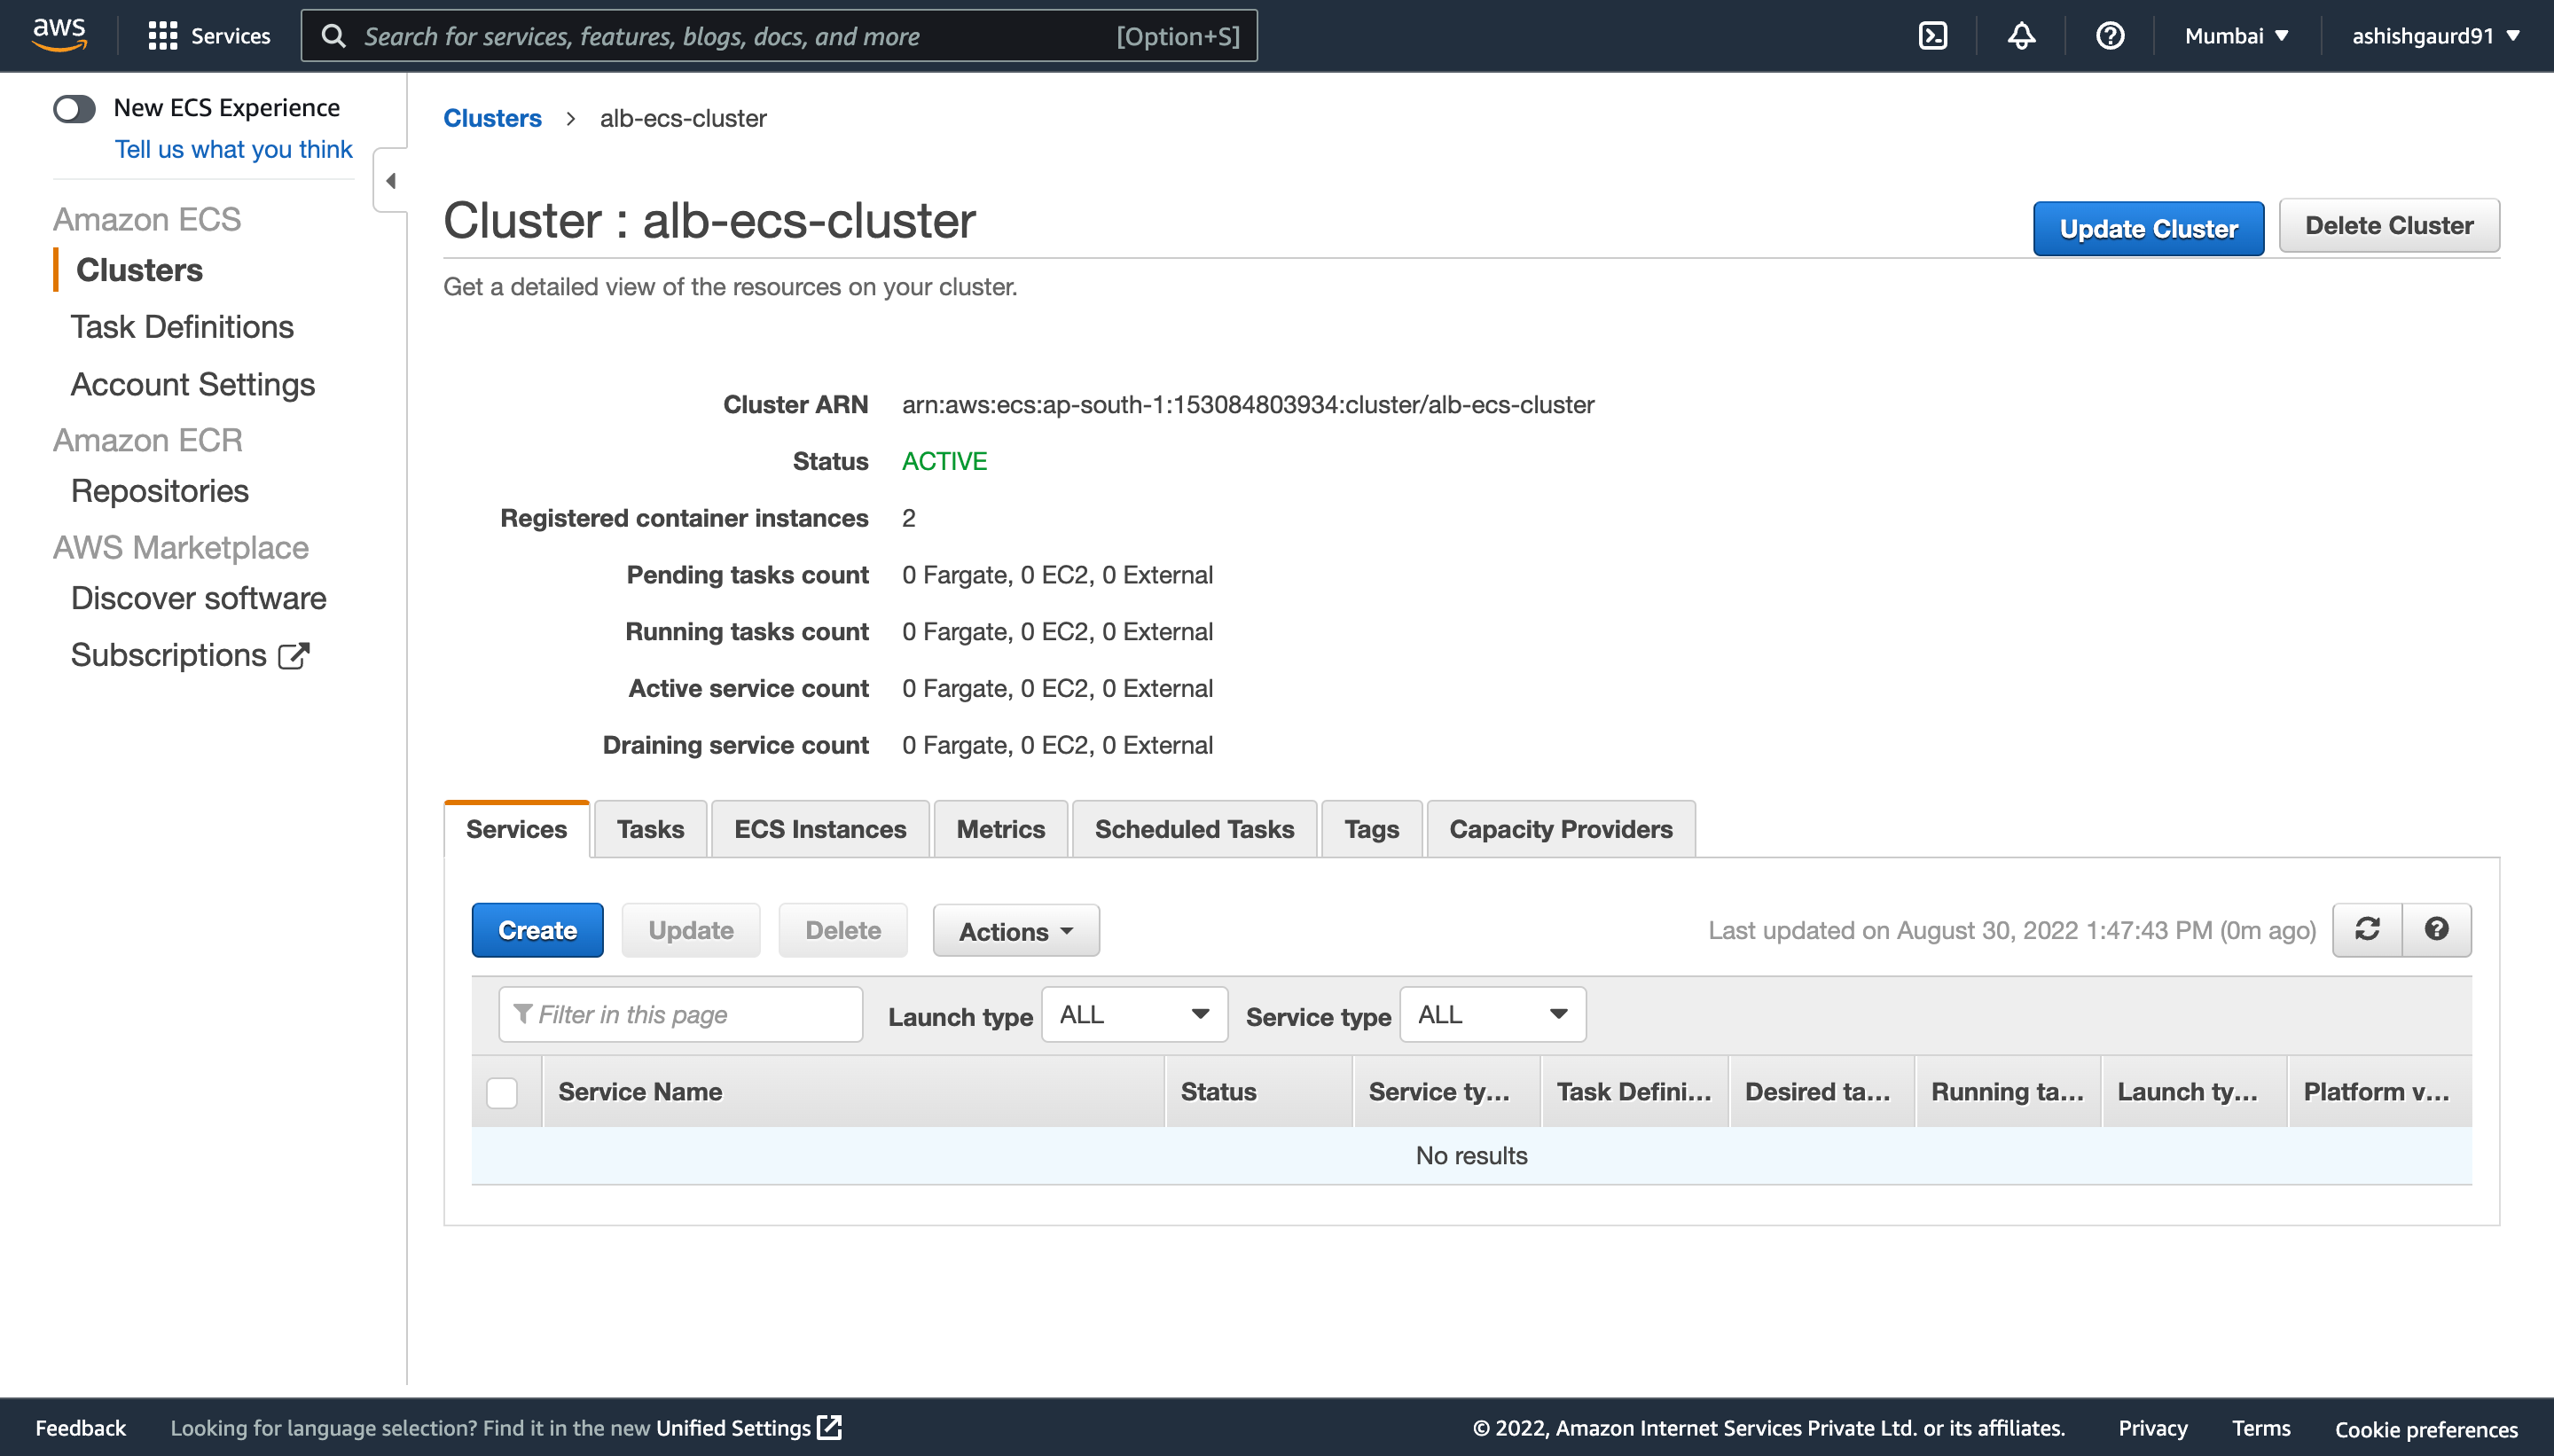 aws
Services
Search for services, features, blogs, docs, and more [Option+S]
Mumbai
ashishgaurd91
New ECS Experience
Tell us what you think
Amazon ECS
Clusters
Task Definitions
Account Settings
Amazon ECR
Repositories
AWS Marketplace
Discover software
Subscriptions
Clusters > alb-ecs-cluster
Cluster : alb-ecs-cluster
Update Cluster
Delete Cluster
Get a detailed view of the resources on your cluster.
Cluster ARN arn:aws:ecs:ap-south-1:153084803934:cluster/alb-ecs-cluster
Status ACTIVE
Registered container instances 2
Pending tasks count 0 Fargate, 0 EC2, 0 External
Running tasks count 0 Fargate, 0 EC2, 0 External
Active service count 0 Fargate, 0 EC2, 0 External
Draining service count 0 Fargate, 0 EC2, 0 External
Services Tasks ECS Instances Metrics Scheduled Tasks Tags Capacity Providers
Create Update Delete Actions Last updated on August 30, 2022 1:47:43 PM (0m ago)
Filter in this page Launch type ALL Service type ALL
Service Name Status Service ty... Task Defini... Desired ta... Running ta... Launch ty... Platform v...
No results
Feedback Looking for language selection? Find it in the new Unified Settings © 2022, Amazon Internet Services Private Ltd. or its affiliates. Privacy Terms Cookie preferences